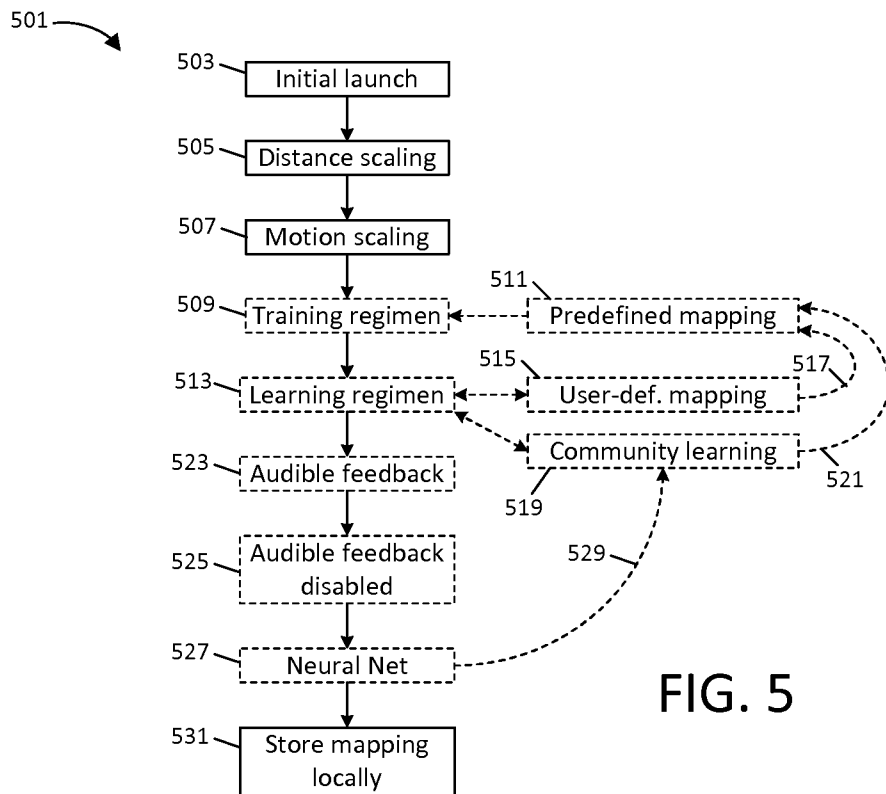 501
503
Initial launch
505
Distance scaling
507
Motion scaling
509
Training regimen
511
Predefined mapping
513
Learning regimen
515
User-def. mapping
517
519
Community learning
521
523
Audible feedback
525
Audible feedback
disabled
527
Neural Net
529
531
Store mapping
locally
FIG. 5